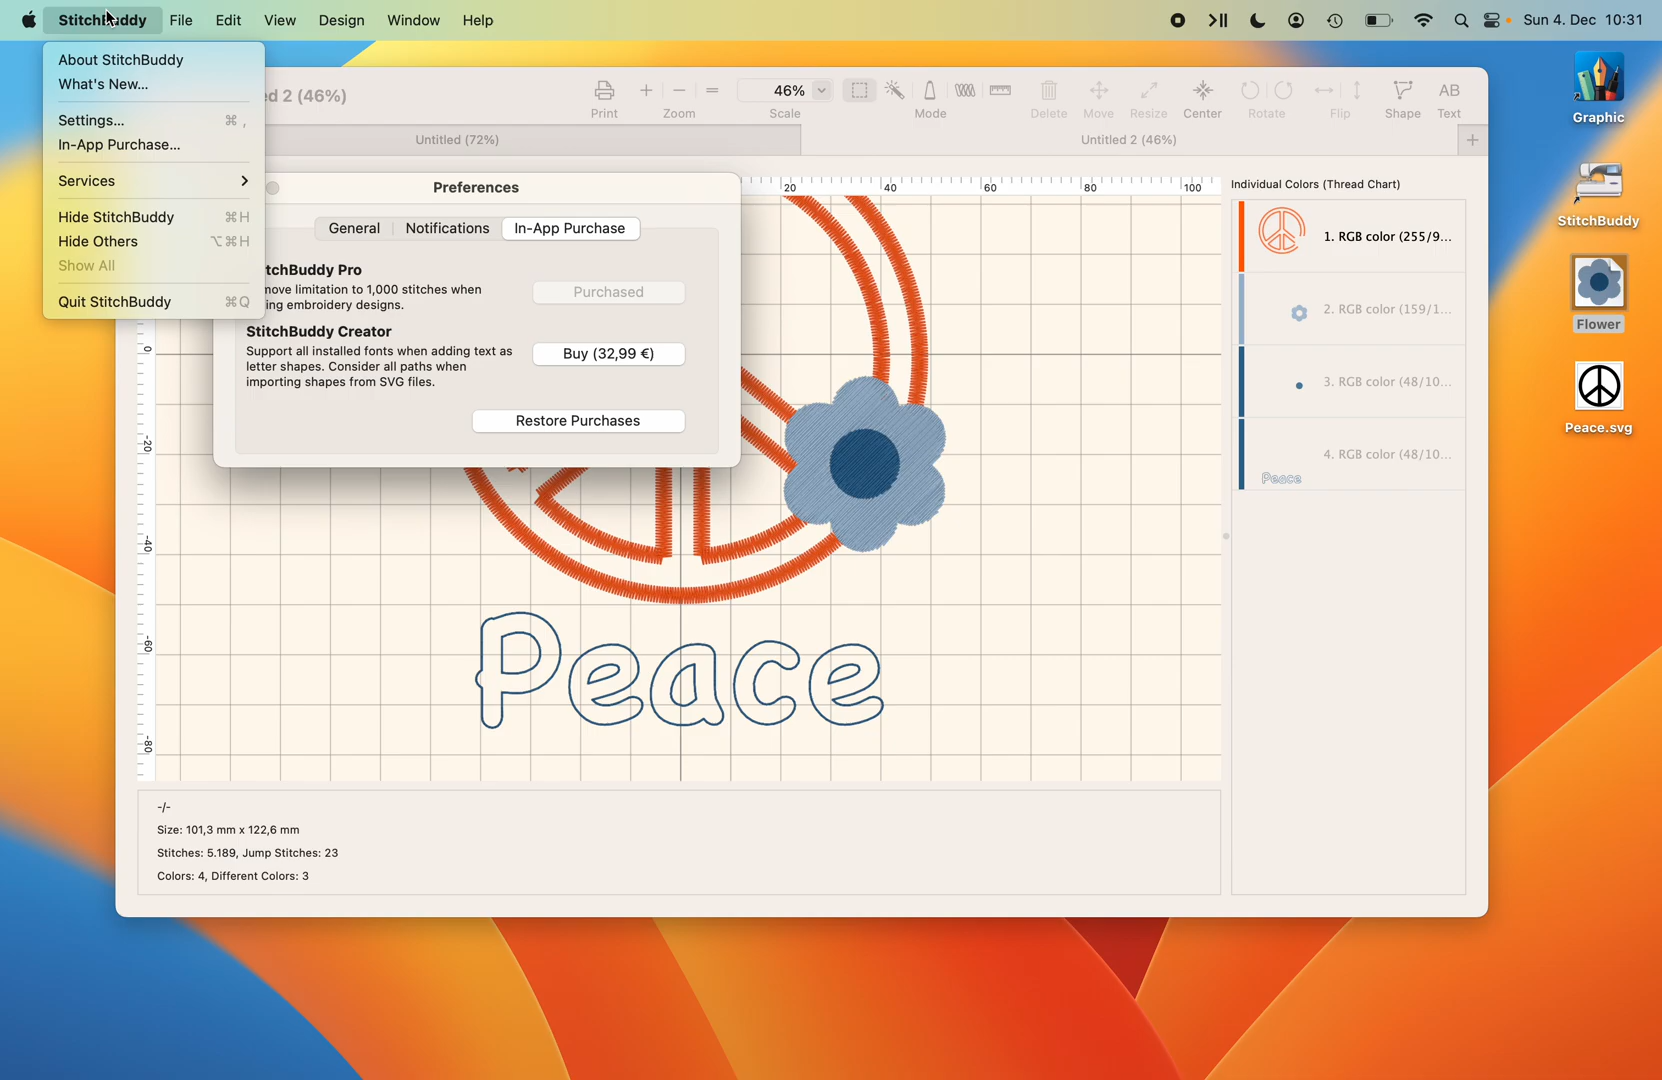 StitchBuddy File Edit View Design Window Help
Sun 4. Dec 10:31
About StitchBuddy
What's New...
Settings... ⌘ ,
In-App Purchase...
Services
Hide StitchBuddy ⌘H
Hide Others ⌥⌘H
Show All
Quit StitchBuddy ⌘Q
d 2 (46%)
46%
Print Zoom Scale Mode Delete Move Resize Center Rotate Flip Shape Text
AB
Untitled (72%) Untitled 2 (46%) +
20 40 60 80 100
0
-20
-40
-60
-80
Preferences
General Notifications In-App Purchase
tchBuddy Pro
move limitation to 1,000 stitches when
ing embroidery designs.
Purchased
StitchBuddy Creator
Support all installed fonts when adding text as
letter shapes. Consider all paths when
importing shapes from SVG files.
Buy (32,99 €)
Restore Purchases
Peace
-/-
Size: 101,3 mm x 122,6 mm
Stitches: 5.189, Jump Stitches: 23
Colors: 4, Different Colors: 3
Individual Colors (Thread Chart)
1. RGB color (255/9...
2. RGB color (159/1...
3. RGB color (48/10...
4. RGB color (48/10...
Peace
Graphic
StitchBuddy
Flower
Peace.svg